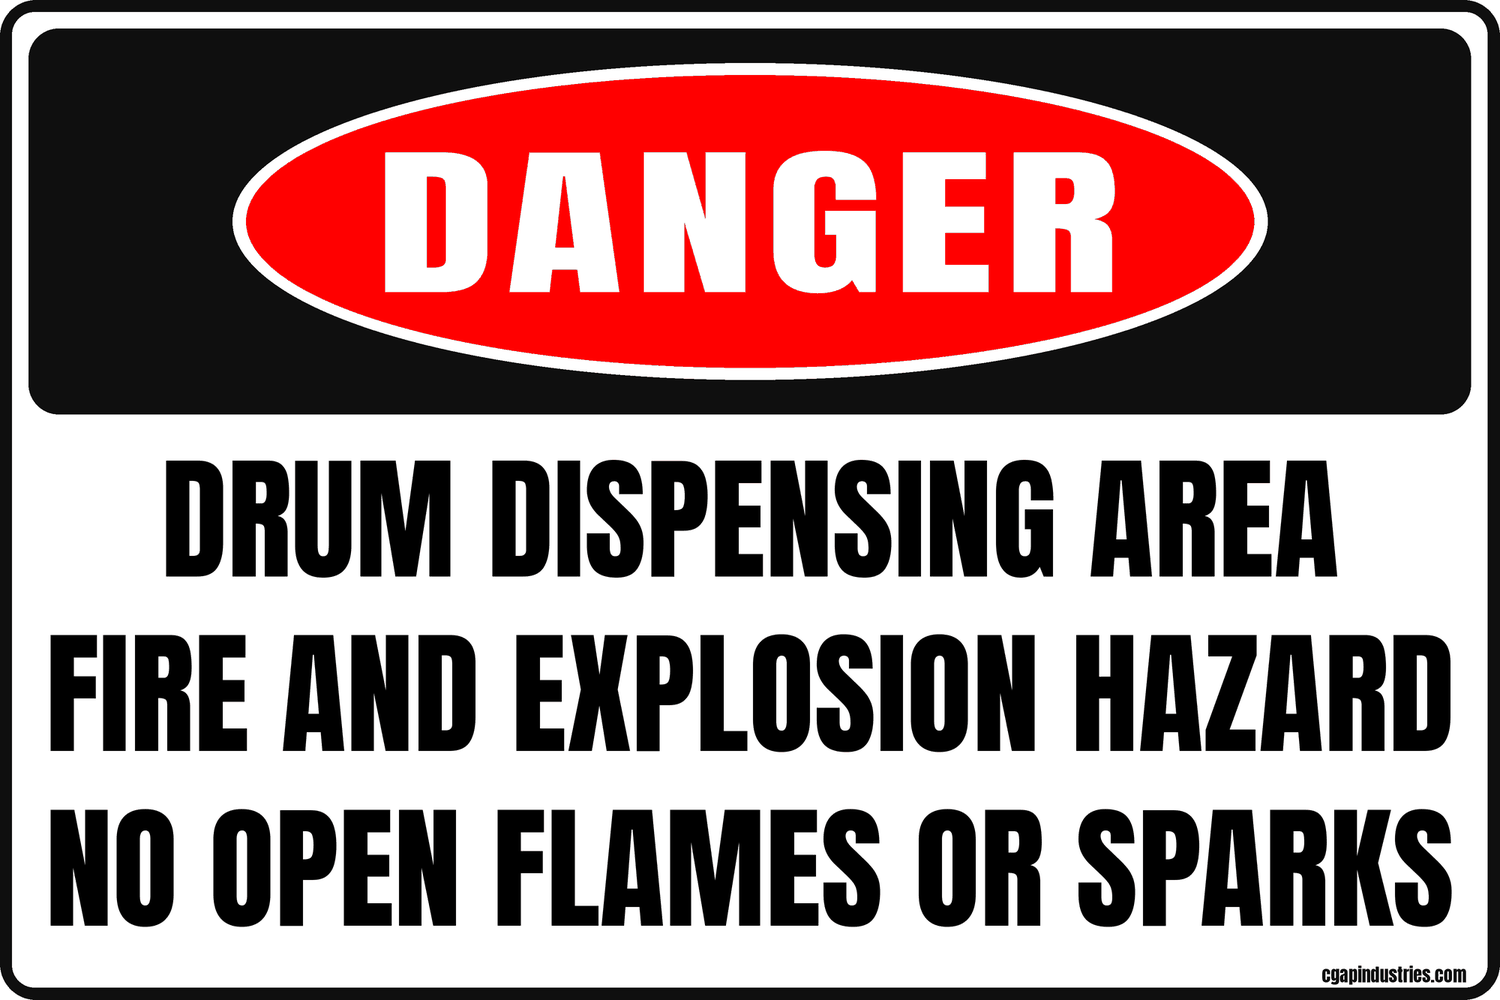 DANGER
DRUM DISPENSING AREA
FIRE AND EXPLOSION HAZARD
NO OPEN FLAMES OR SPARKS
cgapindustries.com